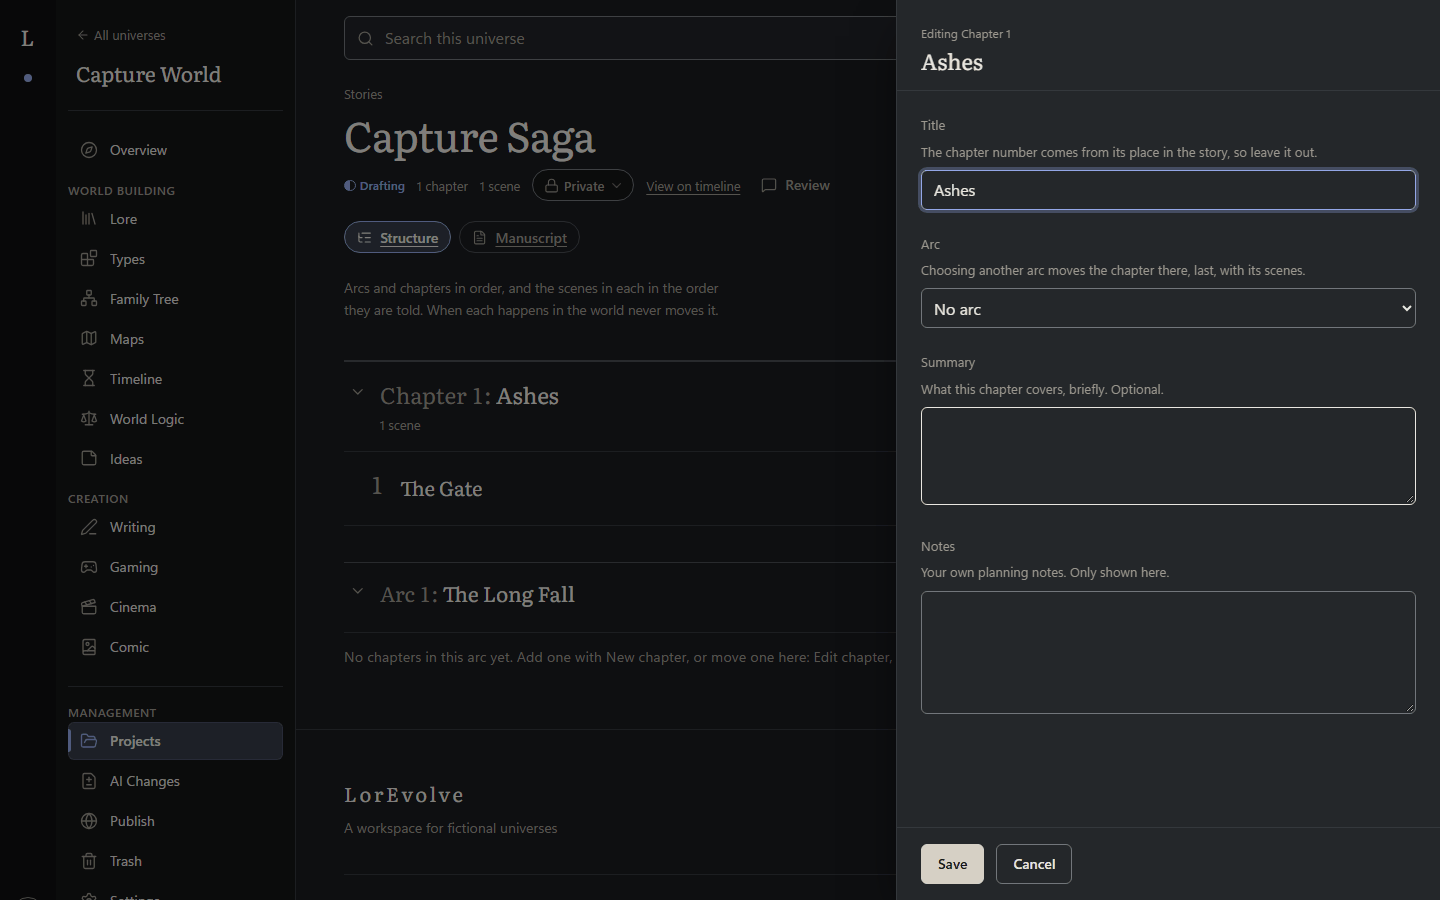 L
All universes
Capture World
Overview
WORLD BUILDING
Lore
Types
Family Tree
Maps
Timeline
World Logic
Ideas
CREATION
Writing
Gaming
Cinema
Comic
MANAGEMENT
Projects
AI Changes
Publish
Trash
Settings
Search this universe
Stories
Capture Saga
Drafting 1 chapter 1 scene Private View on timeline Review
Structure Manuscript
Arcs and chapters in order, and the scenes in each in the order
they are told. When each happens in the world never moves it.
Chapter 1: Ashes
1 scene
1 The Gate
Arc 1: The Long Fall
No chapters in this arc yet. Add one with New chapter, or move one here: Edit chapter,
LorEvolve
A workspace for fictional universes
Editing Chapter 1
Ashes
Title
The chapter number comes from its place in the story, so leave it out.
Ashes
Arc
Choosing another arc moves the chapter there, last, with its scenes.
No arc
Summary
What this chapter covers, briefly. Optional.
Notes
Your own planning notes. Only shown here.
Save Cancel